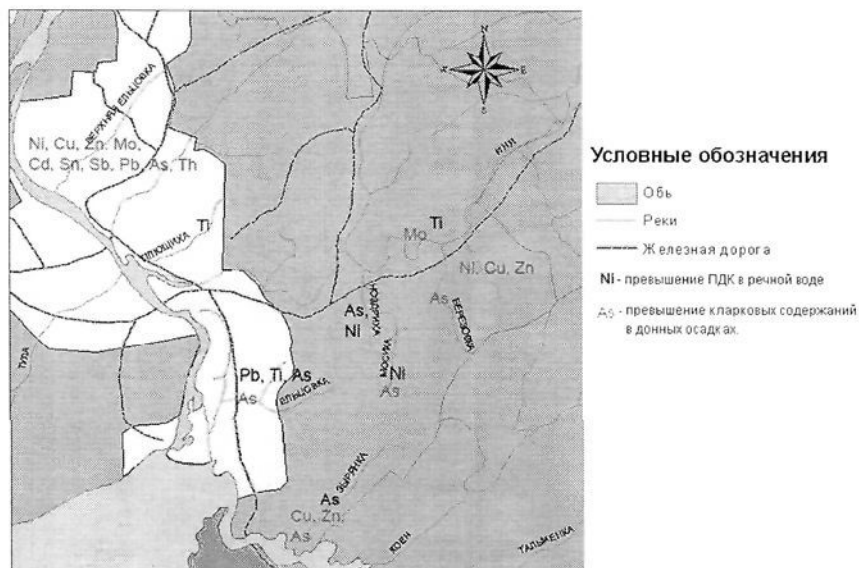 N
E
S
ВЕРХНЯЯ ЕЛЬЦОВКА
Ni, Cu, Zn, Mo,
Cd, Sn, Sb, Pb, As, Th
Ti
ПЛЮЩИХА
ИНЯ
Ti
Mo
Ni, Cu, Zn
As
БЕРЕЗОВКА
As,
Ni
МОСИХА
Ni
As
ТУЛА
Pb, Ti, As
As
ЕЛЬЦОВКА
ЗЫРЯНКА
As
Cu, Zn,
As
КОЕН
ТАЛЬМЕНКА
Условные обозначения
Обь
Реки
Железная дорога
Ni - превышение ПДК в речной воде
As - превышение кларковых содержаний
в донных осадках.